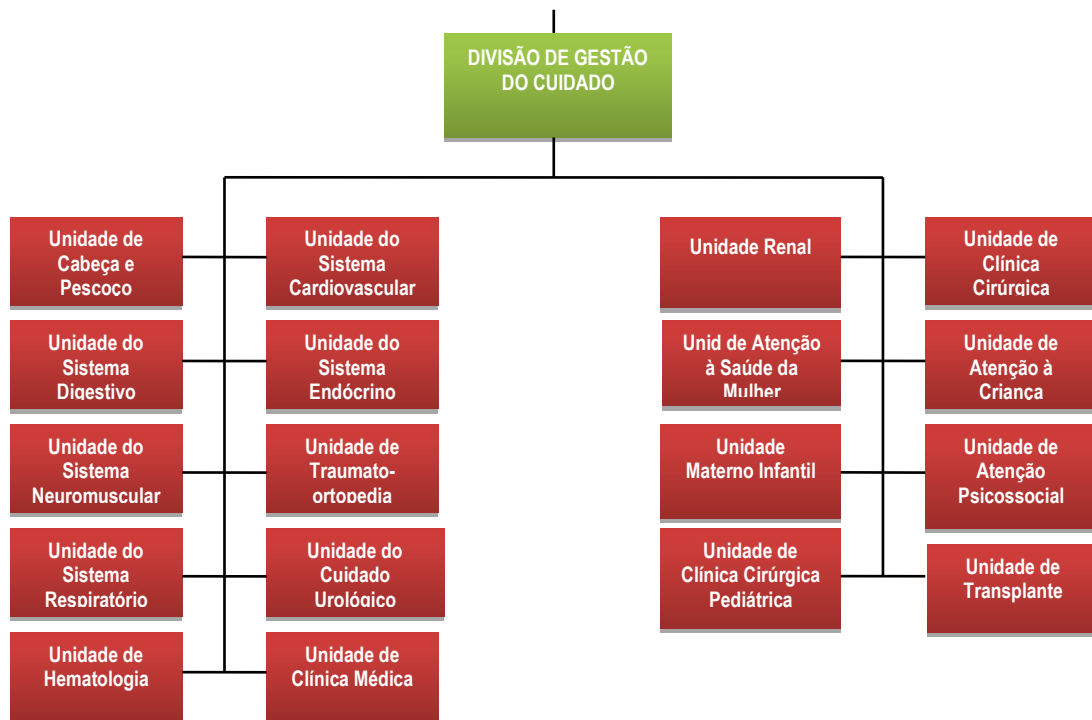 DIVISÃO DE GESTÃO
DO CUIDADO
Unidade de
Cabeça e
Pescoço
Unidade do
Sistema
Cardiovascular
Unidade Renal
Unidade de
Clínica
Cirúrgica
Unidade do
Sistema
Digestivo
Unidade do
Sistema
Endócrino
Unid de Atenção
à Saúde da
Mulher
Unidade de
Atenção à
Criança
Unidade do
Sistema
Neuromuscular
Unidade de
Traumato-
ortopedia
Unidade
Materno Infantil
Unidade de
Atenção
Psicossocial
Unidade do
Sistema
Respiratório
Unidade do
Cuidado
Urológico
Unidade de
Clínica Cirúrgica
Pediátrica
Unidade de
Transplante
Unidade de
Hematologia
Unidade de
Clínica Médica